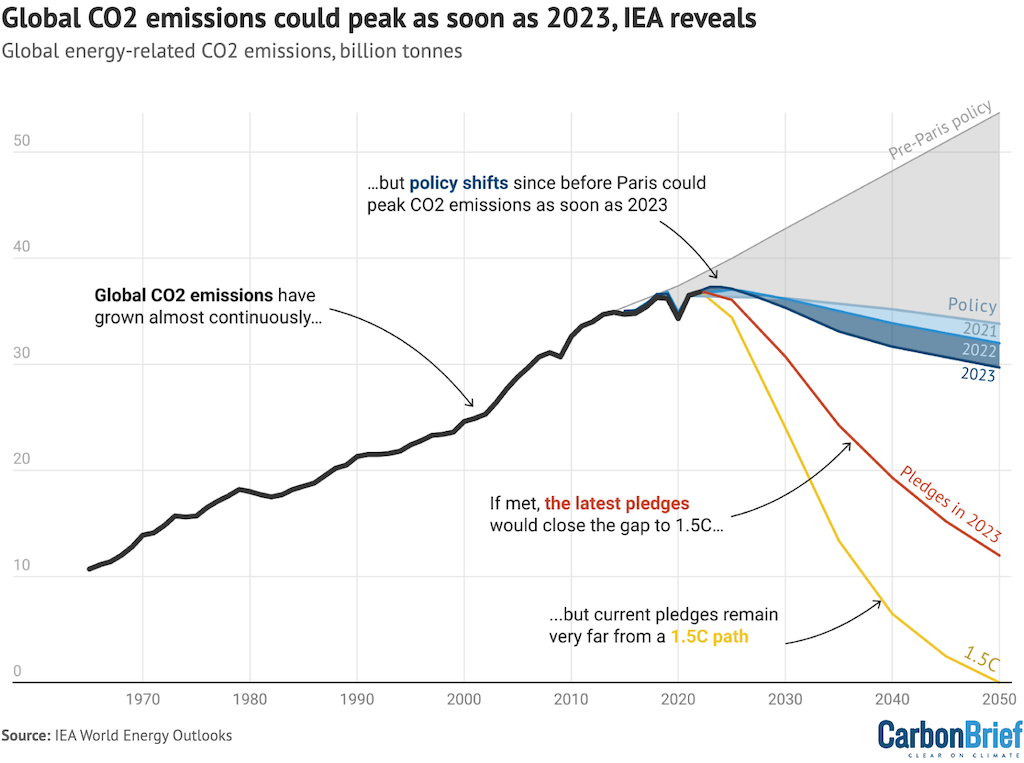 Global CO2 emissions could peak as soon as 2023, IEA reveals
Global energy-related CO2 emissions, billion tonnes
Pre-Paris policy
50
...but policy shifts since before Paris could
peak CO2 emissions as soon as 2023
40
Global CO2 emissions have
grown almost continuously...
Policy
2021
2022
2023
30
20
If met, the latest pledges
would close the gap to 1.5C...
Pledges in 2023
10
...but current pledges remain
very far from a 1.5C path
1.5C
0
1970 1980 1990 2000 2010 2020 2030 2040 2050
Source: IEA World Energy Outlooks
CarbonBrief
CLEAR ON CLIMATE